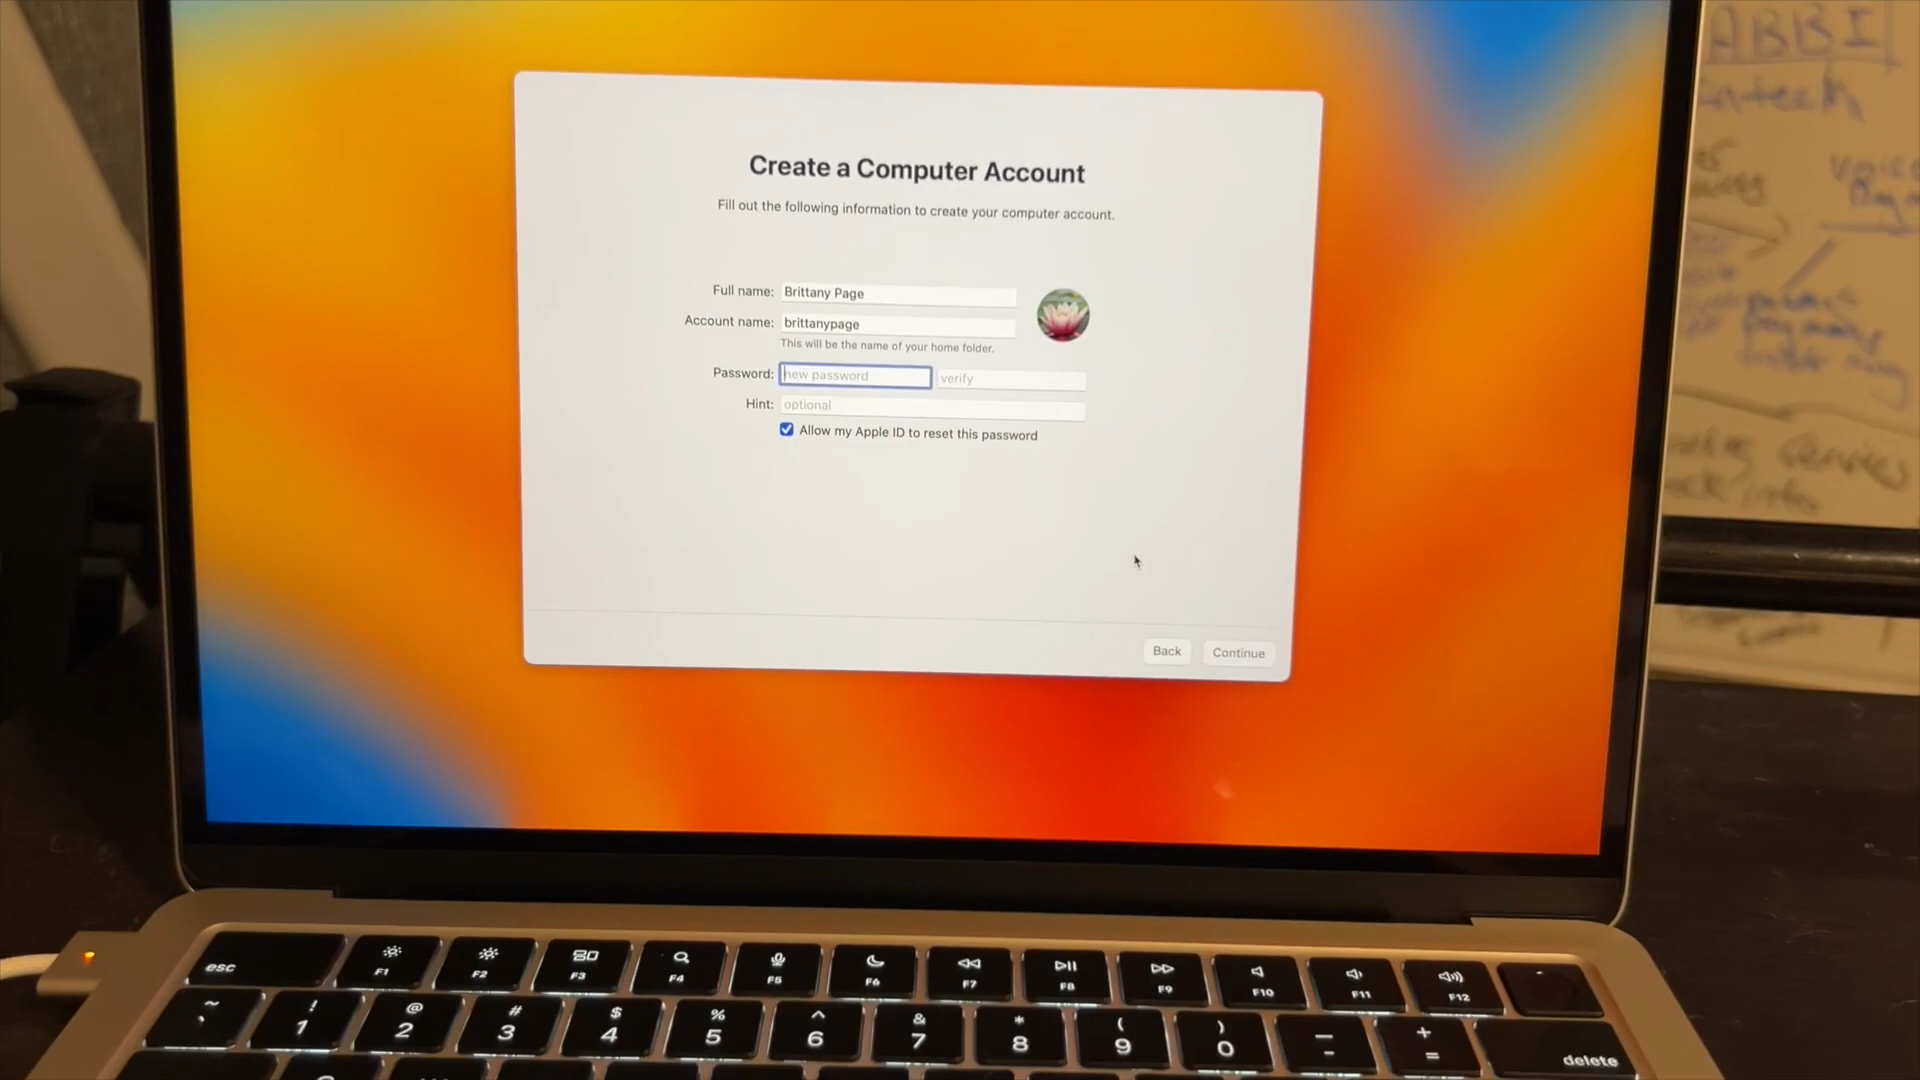 ABBI
Create a Computer Account
Fill out the following information to create your computer account.
Full name: Brittany Page
Account name: brittanypage
This will be the name of your home folder.
Password: new password verify
Hint: optional
Allow my Apple ID to reset this password
Back Continue
esc F1 F2 F3 F4 F5 F6 F7 F8 F9 F10 F11 F12
~ ! @ # $ % ^ & * ( ) — +
` 1 2 3 4 5 6 7 8 9 0 - = delete